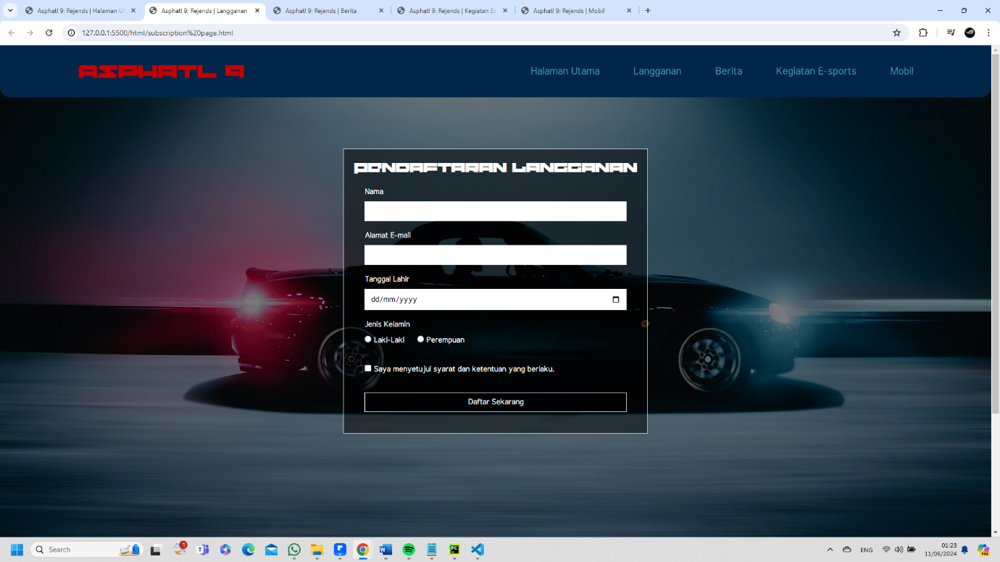 Asphatl 9: Rejends | Halaman U
Asphatl 9: Rejends | Langganan
Asphatl 9: Rejends | Berita
Asphatl 9: Rejends | Kegiatan Es
Asphatl 9: Rejends | Mobil
127.0.0.1:5500/html/subscription%20page.html
ASPHATL 9
Halaman Utama
Langganan
Berita
Kegiatan E-sports
Mobil
PENDAFTARAN LANGGANAN
Nama
Alamat E-mail
Tanggal Lahir
dd/mm/yyyy
Jenis Kelamin
Laki-Laki Perempuan
Saya menyetujui syarat dan ketentuan yang berlaku.
Daftar Sekarang
Search
1
ENG
01:23
11/06/2024
PRE